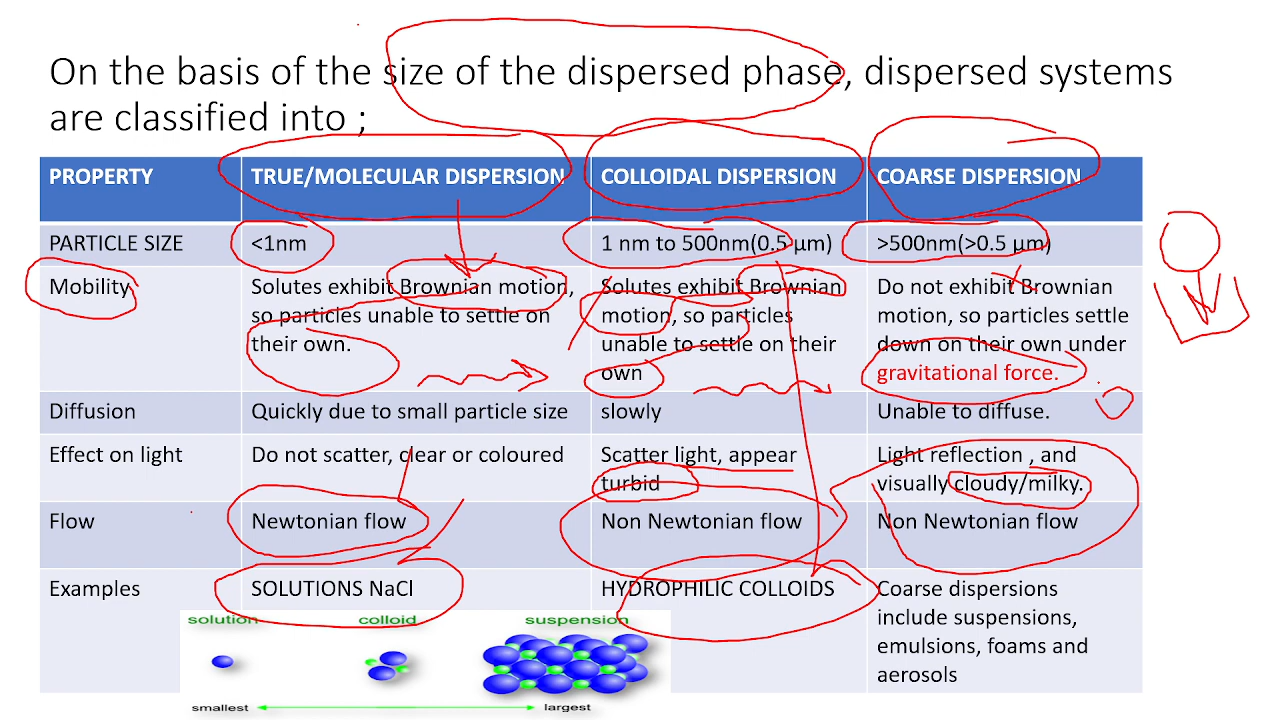 On the basis of the size of the dispersed phase, dispersed systems
are classified into ;
PROPERTY
TRUE/MOLECULAR DISPERSION
COLLOIDAL DISPERSION
COARSE DISPERSION
PARTICLE SIZE
<1nm
1 nm to 500nm(0.5 µm)
>500nm(>0.5 µm)
Mobility
Solutes exhibit Brownian motion,
so particles unable to settle on
their own.
Solutes exhibit Brownian
motion, so particles
unable to settle on their
own
Do not exhibit Brownian
motion, so particles settle
down on their own under
gravitational force.
Diffusion
Quickly due to small particle size
slowly
Unable to diffuse.
Effect on light
Do not scatter, clear or coloured
Scatter light, appear
turbid
Light reflection , and
visually cloudy/milky.
Flow
Newtonian flow
Non Newtonian flow
Non Newtonian flow
Examples
SOLUTIONS NaCl
HYDROPHILIC COLLOIDS
Coarse dispersions
include suspensions,
emulsions, foams and
aerosols
solution
colloid
suspension
smallest
largest